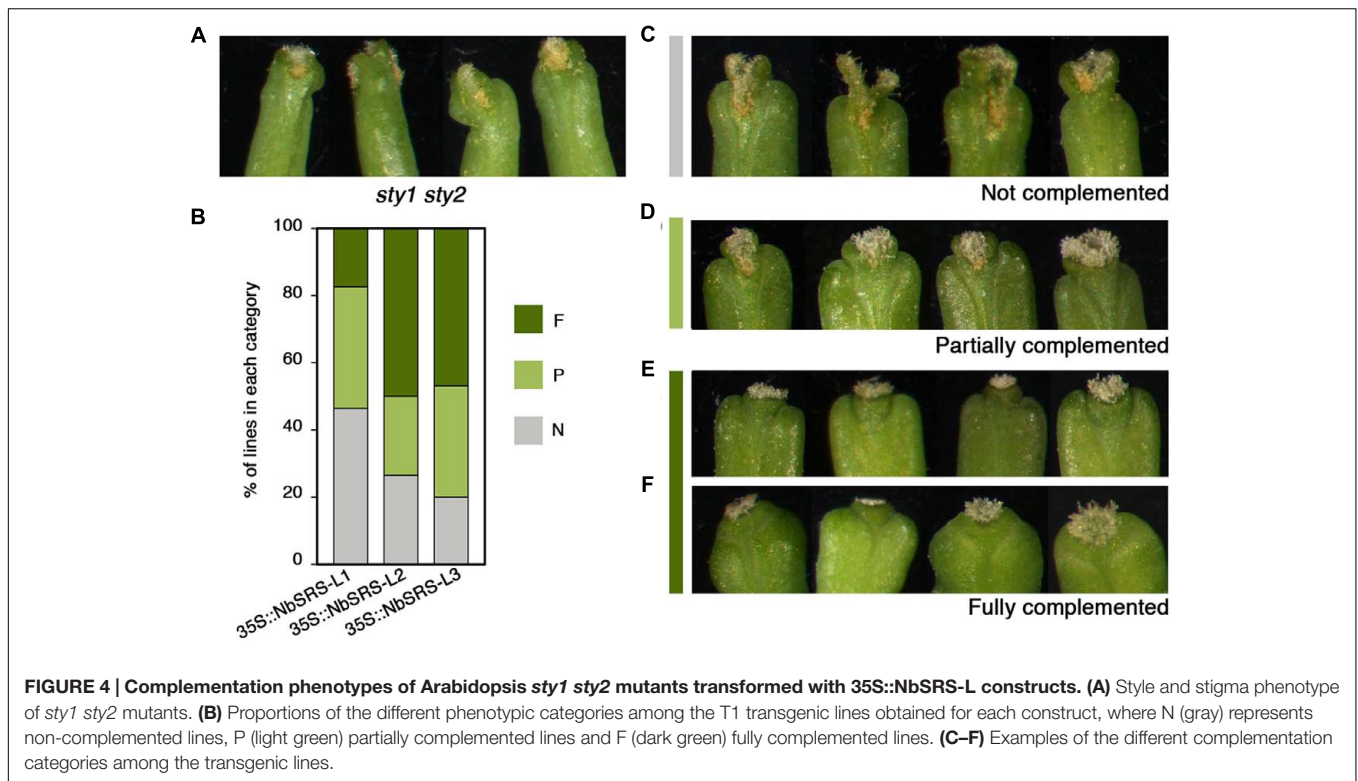 A
sty1 sty2
B
100
80
60
40
20
0
% of lines in each category
35S::NbSRS-L1
35S::NbSRS-L2
35S::NbSRS-L3
F
P
N
C
Not complemented
D
Partially complemented
E
F
Fully complemented
FIGURE 4 | Complementation phenotypes of Arabidopsis sty1 sty2 mutants transformed with 35S::NbSRS-L constructs. (A) Style and stigma phenotype
of sty1 sty2 mutants. (B) Proportions of the different phenotypic categories among the T1 transgenic lines obtained for each construct, where N (gray) represents
non-complemented lines, P (light green) partially complemented lines and F (dark green) fully complemented lines. (C–F) Examples of the different complementation
categories among the transgenic lines.